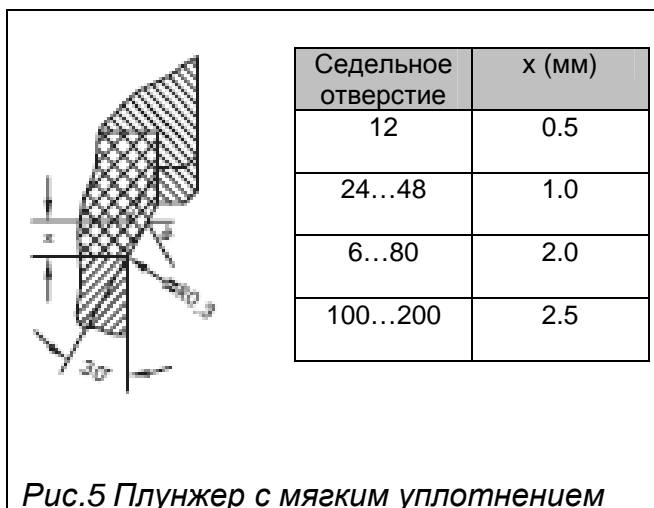 Седельное отверстие x (мм)
12 0.5
24...48 1.0
6...80 2.0
100...200 2.5
x
30°
Рис.5 Плунжер с мягким уплотнением